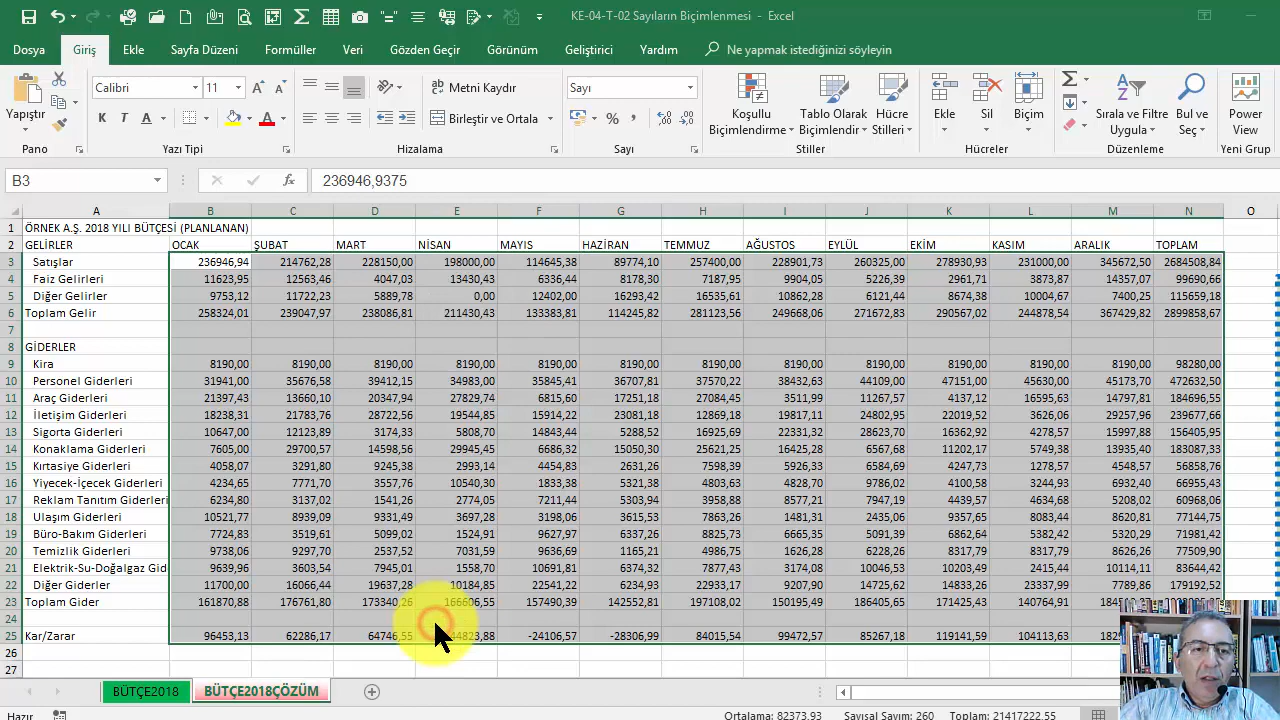 KE-04-T-02 Sayıların Biçimlenmesi - Excel
Dosya Giriş Ekle Sayfa Düzeni Formüller Veri Gözden Geçir Görünüm Geliştirici Yardım Ne yapmak istediğinizi söyleyin
Calibri 11 Metni Kaydır Sayı
Yapıştır K T A Birleştir ve Ortala % Koşullu Biçimlendirme Tablo Olarak Biçimlendir Hücre Stilleri Ekle Sil Biçim Sırala ve Filtre Uygula Bul ve Seç Power View
Pano Yazı Tipi Hizalama Sayı Stiller Hücreler Düzenleme Yeni Grup
B3 fx 236946,9375
A B C D E F G H I J K L M N O
1 ÖRNEK A.Ş. 2018 YILI BÜTÇESİ (PLANLANAN)
2 GELİRLER OCAK ŞUBAT MART NİSAN MAYIS HAZİRAN TEMMUZ AĞUSTOS EYLÜL EKİM KASIM ARALIK TOPLAM
3 Satışlar 236946,94 214762,28 228150,00 198000,00 114645,38 89774,10 257400,00 228901,73 260325,00 278930,93 231000,00 345672,50 2684508,84
4 Faiz Gelirleri 11623,95 12563,46 4047,03 13430,43 6336,44 8178,30 7187,95 9904,05 5226,39 2961,71 3873,87 14357,07 99690,66
5 Diğer Gelirler 9753,12 11722,23 5889,78 0,00 12402,00 16293,42 16535,61 10862,28 6121,44 8674,38 10004,67 7400,25 115659,18
6 Toplam Gelir 258324,01 239047,97 238086,81 211430,43 133383,81 114245,82 281123,56 249668,06 271672,83 290567,02 244878,54 367429,82 2899858,67
7
8 GİDERLER
9 Kira 8190,00 8190,00 8190,00 8190,00 8190,00 8190,00 8190,00 8190,00 8190,00 8190,00 8190,00 8190,00 98280,00
10 Personel Giderleri 31941,00 35676,58 39412,15 34983,00 35845,41 36707,81 37570,22 38432,63 44109,00 47151,00 45630,00 45173,70 472632,50
11 Araç Giderleri 21397,43 13660,10 20347,94 27829,74 6815,60 17251,18 27084,45 3511,99 11267,57 4137,12 16595,63 14797,81 184696,55
12 İletişim Giderleri 18238,31 21783,76 28722,56 19544,85 15914,22 23081,18 12869,18 19817,11 24802,95 22019,52 3626,06 29257,96 239677,66
13 Sigorta Giderleri 10647,00 12123,89 3174,33 5808,70 14843,44 5288,52 16925,69 22331,32 28623,70 16362,92 4278,57 15997,88 156405,95
14 Konaklama Giderleri 7605,00 29700,57 4398,56 29945,45 6686,32 15050,30 25621,25 16425,28 6567,68 11202,17 5749,38 13935,40 183087,33
15 Kırtasiye Giderleri 4058,07 3291,80 9245,38 2993,14 4454,83 2631,26 7598,39 5926,33 6584,69 4247,73 1278,57 4548,57 56858,76
16 Yiyecek-İçecek Giderleri 4234,65 7771,70 3557,76 10540,30 1833,38 5321,38 4803,63 4828,70 9786,02 4100,58 3244,93 6932,40 66955,43
17 Reklam Tanıtım Giderleri 6234,80 3137,02 1541,26 2774,05 7211,44 5303,94 3958,88 8577,21 7947,19 4439,57 4634,68 5208,02 60968,06
18 Ulaşım Giderleri 10521,77 8939,09 9331,49 3697,28 3198,06 3615,53 7863,26 1481,31 2435,06 9357,65 8083,44 8620,81 77144,75
19 Büro-Bakım Giderleri 7724,83 3519,61 5099,02 1524,91 9627,97 6337,26 8825,73 6665,35 5091,39 6862,64 5382,42 5320,29 71981,42
20 Temizlik Giderleri 9738,06 9297,70 2537,52 7031,59 9636,69 1165,21 4986,75 1626,28 6228,26 8317,79 8317,79 8626,26 77509,90
21 Elektrik-Su-Doğalgaz Gid 9639,96 3603,54 7945,01 1558,70 10691,81 6374,32 7877,43 3174,08 10046,53 10203,49 2415,44 10114,11 83644,42
22 Diğer Giderler 11700,00 16066,44 19637,28 10184,85 22541,22 6234,93 22933,17 9207,90 14725,62 14833,26 23337,99 7789,86 179192,52
23 Toplam Gider 161870,88 176761,80 173340,26 166606,55 157490,39 142552,81 197108,02 150195,49 186405,65 171425,43 140764,91
24
25 Kar/Zarar 96453,13 62286,17 64746,55 44823,88 -24106,57 -28306,99 84015,54 99472,57 85267,18 119141,59 104113,63
26
27
BÜTÇE2018 BÜTÇE2018ÇÖZÜM
Hazır Ortalama: 82373,93 Sayısal Sayım: 260 Toplam: 21417222,55